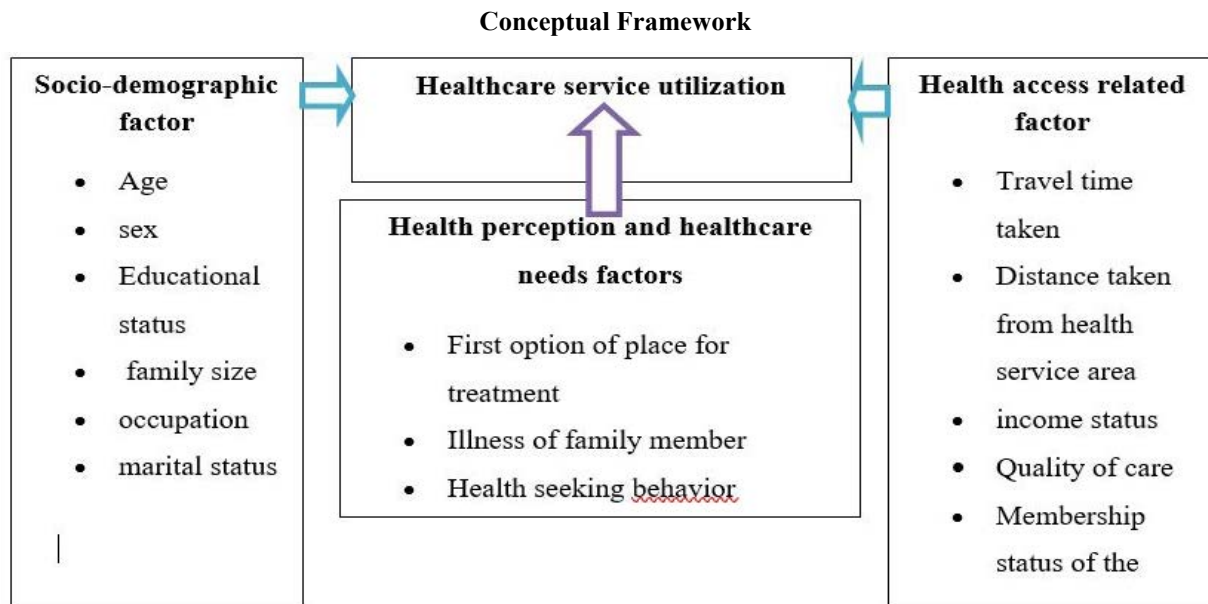 Conceptual Framework
Socio-demographic
factor
• Age
• sex
• Educational
status
• family size
• occupation
• marital status
Healthcare service utilization
Health perception and healthcare
needs factors
• First option of place for
treatment
• Illness of family member
• Health seeking behavior
Health access related
factor
• Travel time
taken
• Distance taken
from health
service area
• income status
• Quality of care
• Membership
status of the